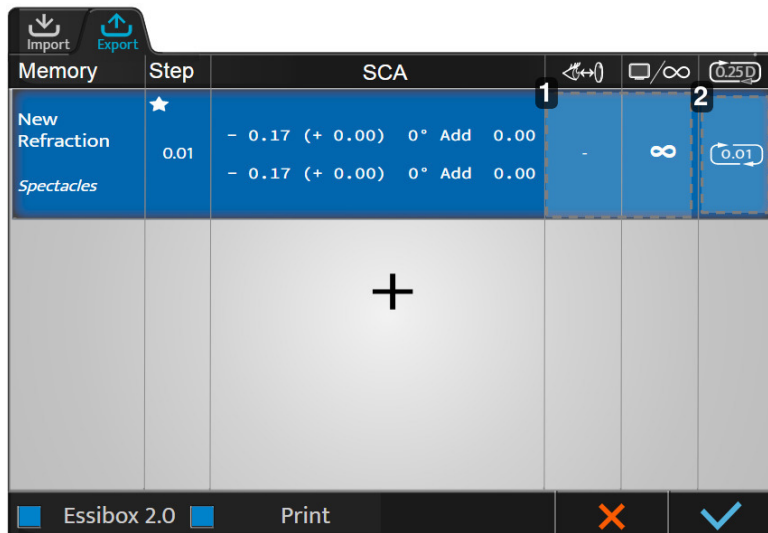 Import Export
Memory Step SCA 1 /∞ 2 0.25D
New
Refraction
Spectacles
0.01
- 0.17 (+ 0.00) 0° Add 0.00
- 0.17 (+ 0.00) 0° Add 0.00
-
∞
0.01
+
Essibox 2.0 Print